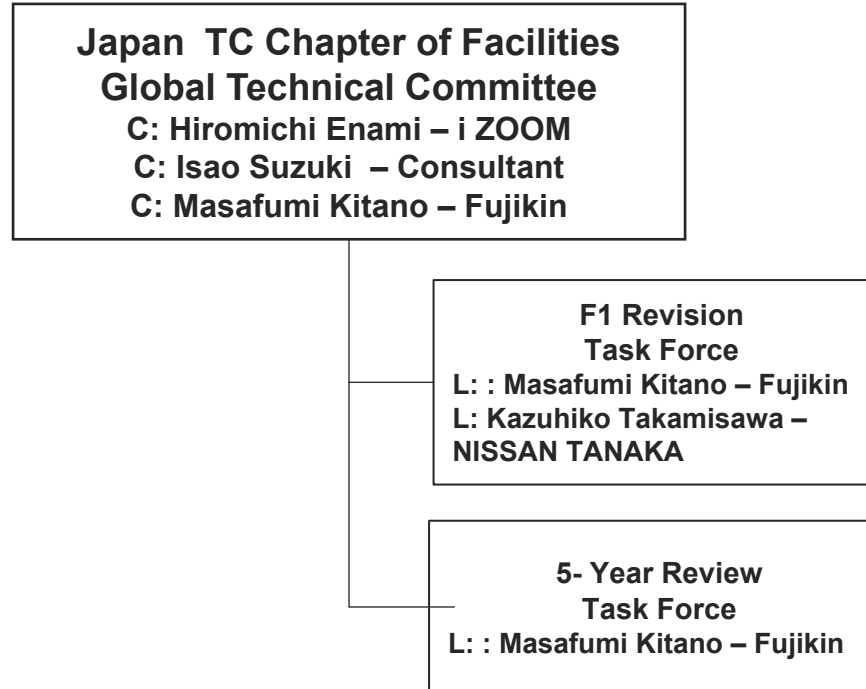 Japan TC Chapter of Facilities
Global Technical Committee
C: Hiromichi Enami – i ZOOM
C: Isao Suzuki – Consultant
C: Masafumi Kitano – Fujikin
F1 Revision
Task Force
L: : Masafumi Kitano – Fujikin
L: Kazuhiko Takamisawa –
NISSAN TANAKA
5- Year Review
Task Force
L: : Masafumi Kitano – Fujikin